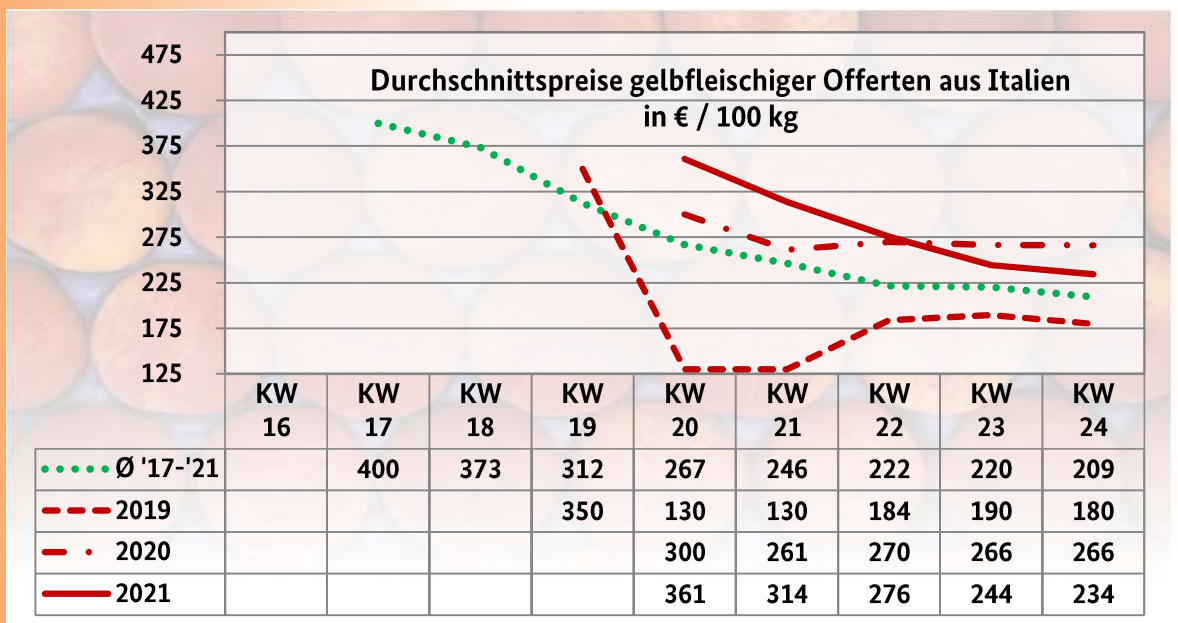 Durchschnittspreise gelbfleischiger Offerten aus Italien
in € / 100 kg
475
425
375
325
275
225
175
125
KW 16 KW 17 KW 18 KW 19 KW 20 KW 21 KW 22 KW 23 KW 24
Ø '17-'21 400 373 312 267 246 222 220 209
2019 350 130 130 184 190 180
2020 300 261 270 266 266
2021 361 314 276 244 234